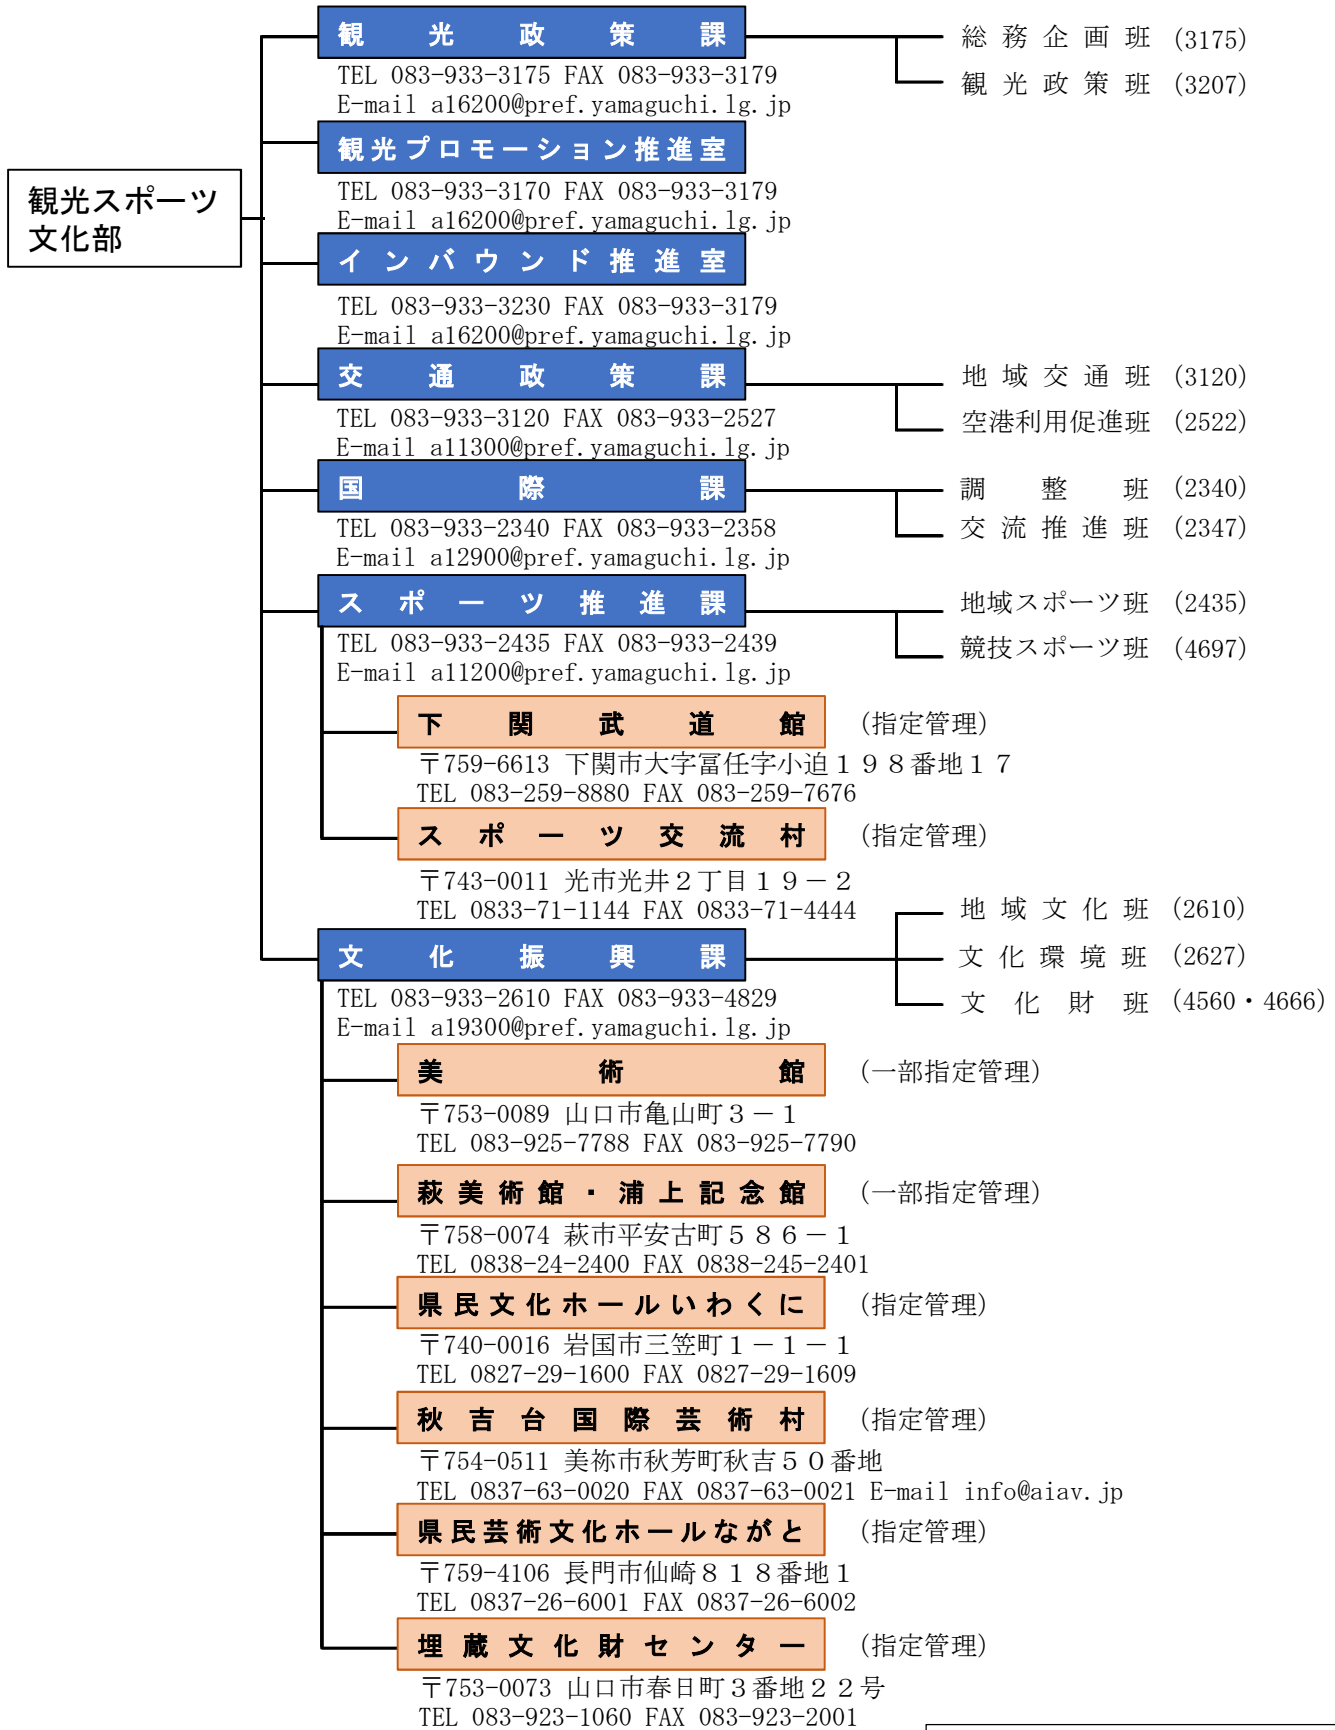 観光スポーツ
文化部
観光政策課
総務企画班 (3175)
観光政策班 (3207)
TEL 083-933-3175 FAX 083-933-3179
E-mail a16200@pref.yamaguchi.lg.jp
観光プロモーション推進室
TEL 083-933-3170 FAX 083-933-3179
E-mail a16200@pref.yamaguchi.lg.jp
インバウンド推進室
TEL 083-933-3230 FAX 083-933-3179
E-mail a16200@pref.yamaguchi.lg.jp
交通政策課
地域交通班 (3120)
空港利用促進班 (2522)
TEL 083-933-3120 FAX 083-933-2527
E-mail a11300@pref.yamaguchi.lg.jp
国際課
調整班 (2340)
交流推進班 (2347)
TEL 083-933-2340 FAX 083-933-2358
E-mail a12900@pref.yamaguchi.lg.jp
スポーツ推進課
地域スポーツ班 (2435)
競技スポーツ班 (4697)
TEL 083-933-2435 FAX 083-933-2439
E-mail a11200@pref.yamaguchi.lg.jp
下関武道館 (指定管理)
〒759-6613 下関市大字冨任字小迫198番地17
TEL 083-259-8880 FAX 083-259-7676
スポーツ交流村 (指定管理)
〒743-0011 光市光井2丁目19-2
TEL 0833-71-1144 FAX 0833-71-4444
文化振興課
地域文化班 (2610)
文化環境班 (2627)
文化財班 (4560・4666)
TEL 083-933-2610 FAX 083-933-4829
E-mail a19300@pref.yamaguchi.lg.jp
美術館 (一部指定管理)
〒753-0089 山口市亀山町3-1
TEL 083-925-7788 FAX 083-925-7790
萩美術館・浦上記念館 (一部指定管理)
〒758-0074 萩市平安古町586-1
TEL 0838-24-2400 FAX 0838-245-2401
県民文化ホールいわくに (指定管理)
〒740-0016 岩国市三笠町1-1-1
TEL 0827-29-1600 FAX 0827-29-1609
秋吉台国際芸術村 (指定管理)
〒754-0511 美祢市秋芳町秋吉50番地
TEL 0837-63-0020 FAX 0837-63-0021 E-mail info@aiav.jp
県民芸術文化ホールながと (指定管理)
〒759-4106 長門市仙崎818番地1
TEL 0837-26-6001 FAX 0837-26-6002
埋蔵文化財センター (指定管理)
〒753-0073 山口市春日町3番地22号
TEL 083-923-1060 FAX 083-923-2001